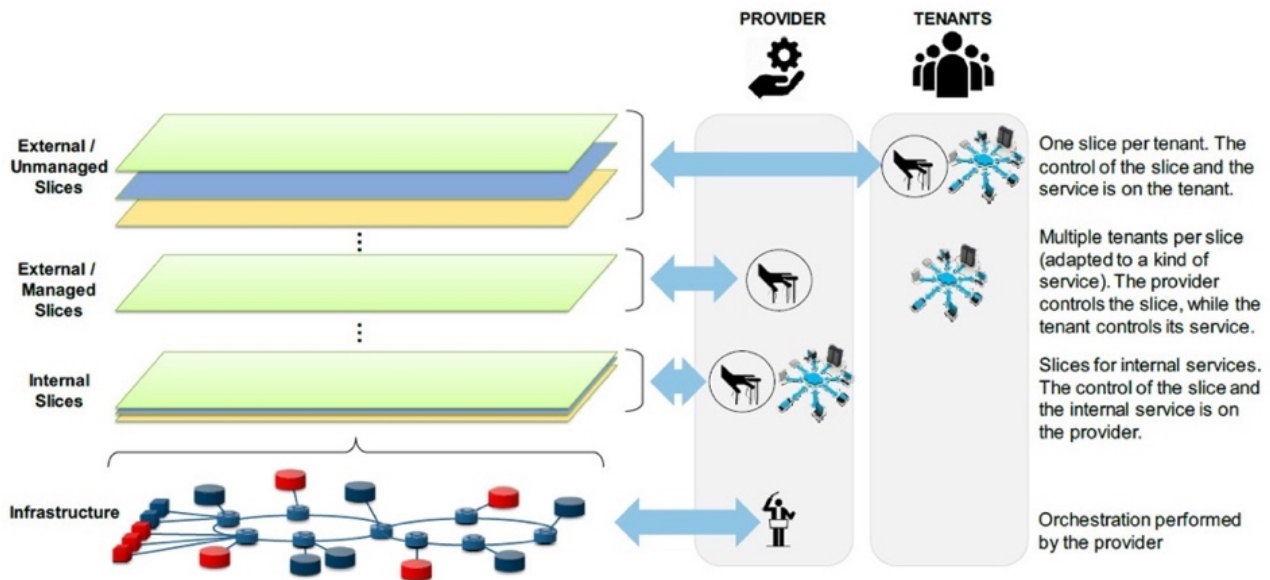 PROVIDER
TENANTS
External /
Unmanaged
Slices
One slice per tenant. The
control of the slice and the
service is on the tenant.
External /
Managed
Slices
Multiple tenants per slice
(adapted to a kind of
service). The provider
controls the slice, while the
tenant controls its service.
Internal
Slices
Slices for internal services.
The control of the slice and
the internal service is on
the provider.
Infrastructure
Orchestration performed
by the provider